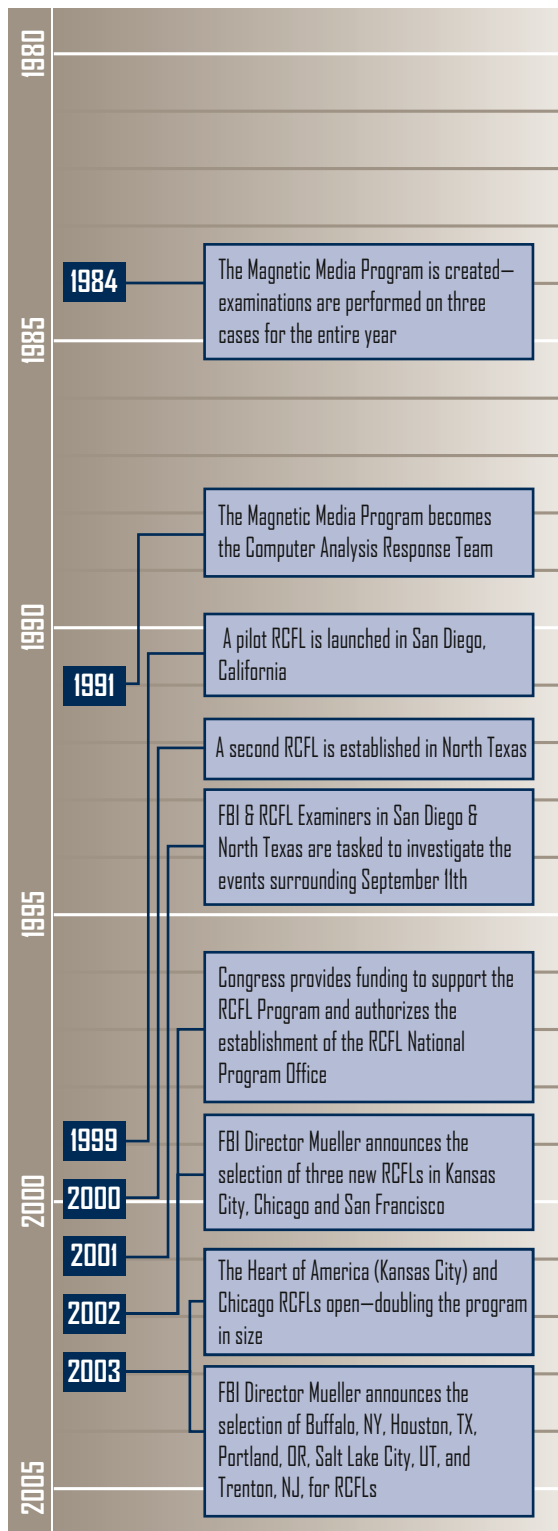 1980
1984
The Magnetic Media Program is created—
examinations are performed on three
cases for the entire year
1985
The Magnetic Media Program becomes
the Computer Analysis Response Team
1990
A pilot RCFL is launched in San Diego,
California
1991
A second RCFL is established in North Texas
FBI & RCFL Examiners in San Diego &
North Texas are tasked to investigate the
events surrounding September 11th
1995
Congress provides funding to support the
RCFL Program and authorizes the
establishment of the RCFL National
Program Office
1999
FBI Director Mueller announces the
selection of three new RCFLs in Kansas
City, Chicago and San Francisco
2000
2000
2001
The Heart of America (Kansas City) and
Chicago RCFLs open—doubling the program
in size
2002
2003
FBI Director Mueller announces the
selection of Buffalo, NY, Houston, TX,
Portland, OR, Salt Lake City, UT, and
Trenton, NJ, for RCFLs
2005